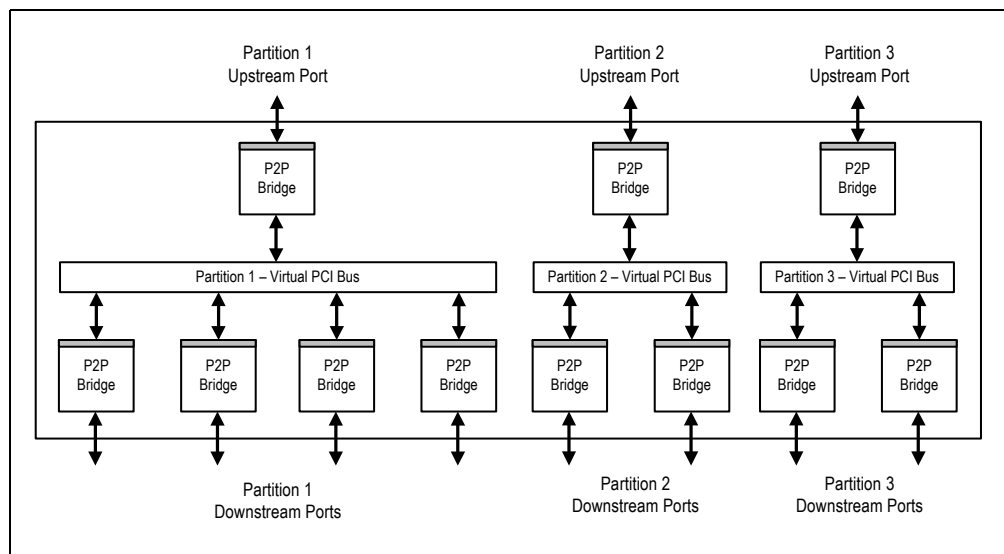 Partition 1
Upstream Port
Partition 2
Upstream Port
Partition 3
Upstream Port
P2P
Bridge
P2P
Bridge
P2P
Bridge
Partition 1 – Virtual PCI Bus
Partition 2 – Virtual PCI Bus
Partition 3 – Virtual PCI Bus
P2P
Bridge
P2P
Bridge
P2P
Bridge
P2P
Bridge
P2P
Bridge
P2P
Bridge
P2P
Bridge
P2P
Bridge
Partition 1
Downstream Ports
Partition 2
Downstream Ports
Partition 3
Downstream Ports